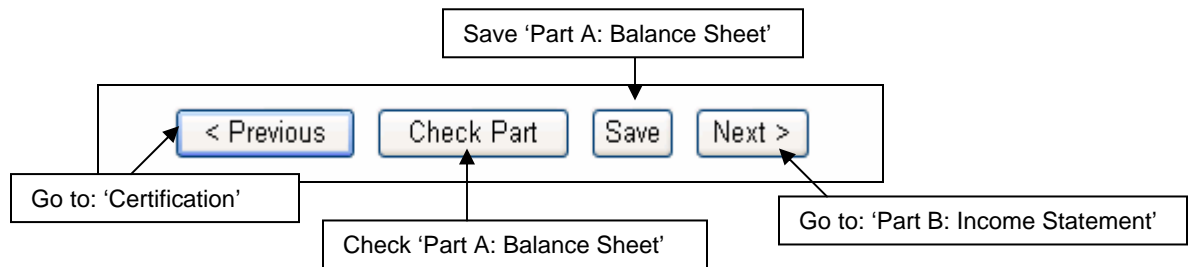 Save ‘Part A: Balance Sheet’
< Previous
Check Part
Save
Next >
Go to: ‘Certification’
Go to: ‘Part B: Income Statement’
Check ‘Part A: Balance Sheet’